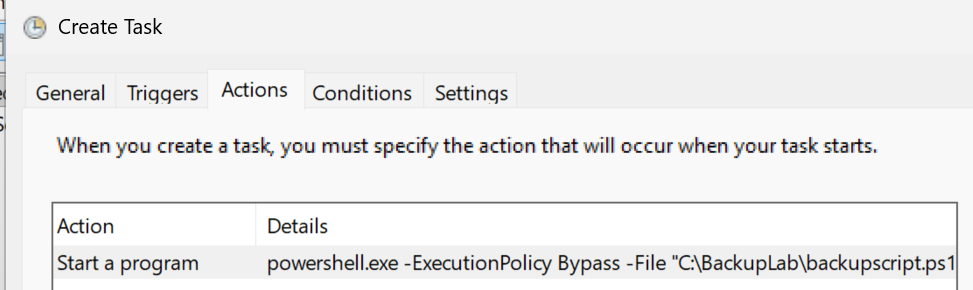 Create Task
General Triggers Actions Conditions Settings
When you create a task, you must specify the action that will occur when your task starts.
Action Details
Start a program powershell.exe -ExecutionPolicy Bypass -File "C:\BackupLab\backupscript.ps1